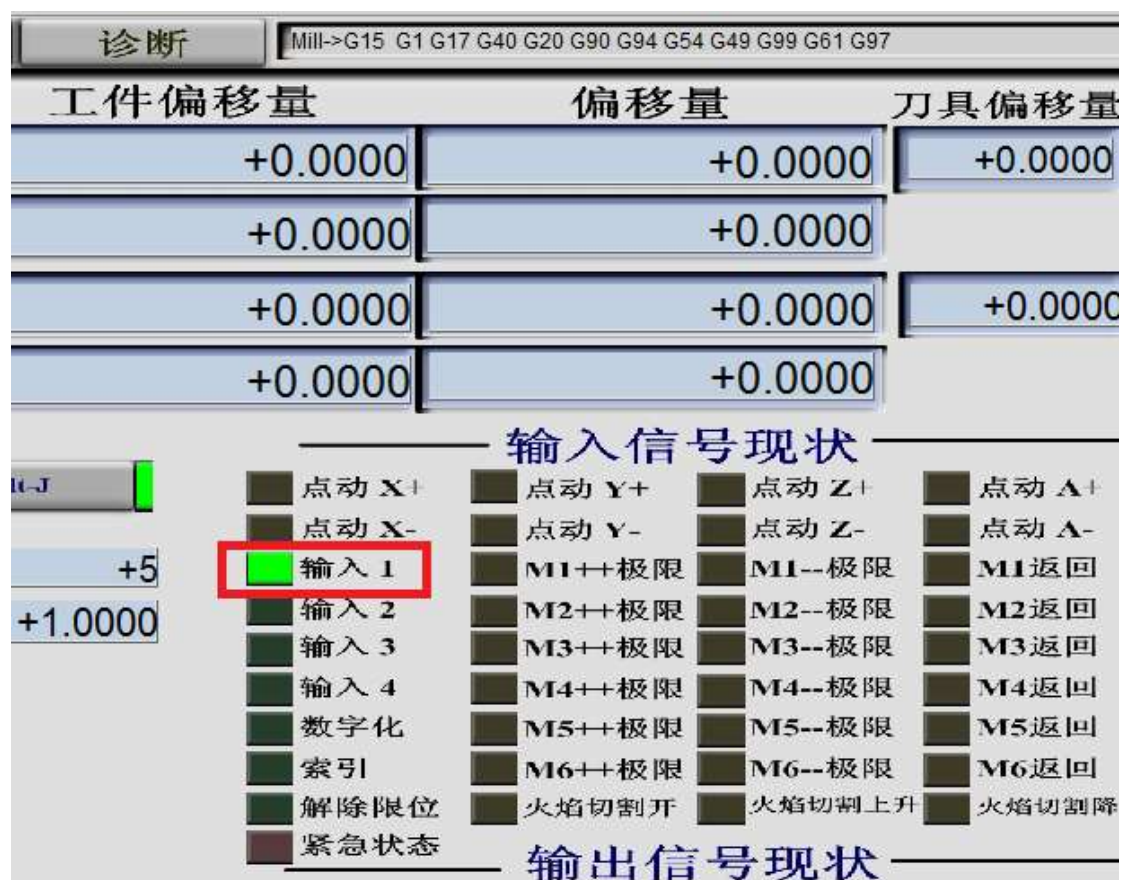 诊断 Mill->G15 G1 G17 G40 G20 G90 G94 G54 G49 G99 G61 G97
工件偏移量 偏移量 刀具偏移量
+0.0000 +0.0000 +0.0000
+0.0000 +0.0000
+0.0000 +0.0000 +0.0000
+0.0000 +0.0000
输入信号现状
lt-J 点动 X+ 点动 Y+ 点动 Z+ 点动 A+
点动 X- 点动 Y- 点动 Z- 点动 A-
+5 输入 1 M1++极限 M1--极限 M1返回
+1.0000 输入 2 M2++极限 M2--极限 M2返回
输入 3 M3++极限 M3--极限 M3返回
输入 4 M4++极限 M4--极限 M4返回
数字化 M5++极限 M5--极限 M5返回
索引 M6++极限 M6--极限 M6返回
解除限位 火焰切割开 火焰切割上升 火焰切割降
紧急状态
输出信号现状